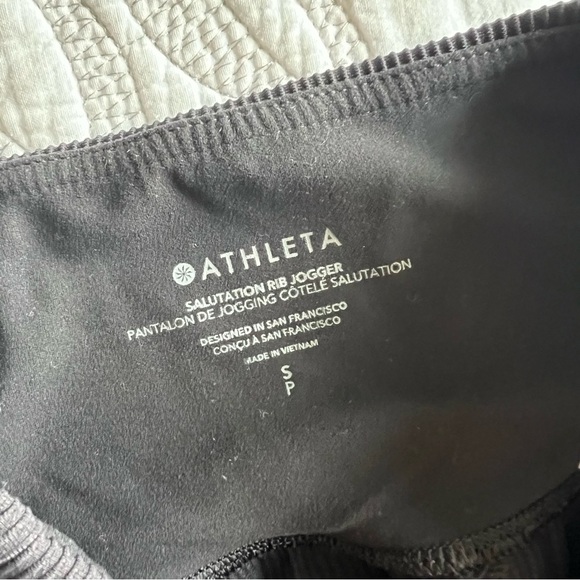 ATHLETA
SALUTATION RIB JOGGER
PANTALON DE JOGGING CÔTELÉ SALUTATION
DESIGNED IN SAN FRANCISCO
CONÇU À SAN FRANCISCO
MADE IN VIETNAM
S
P